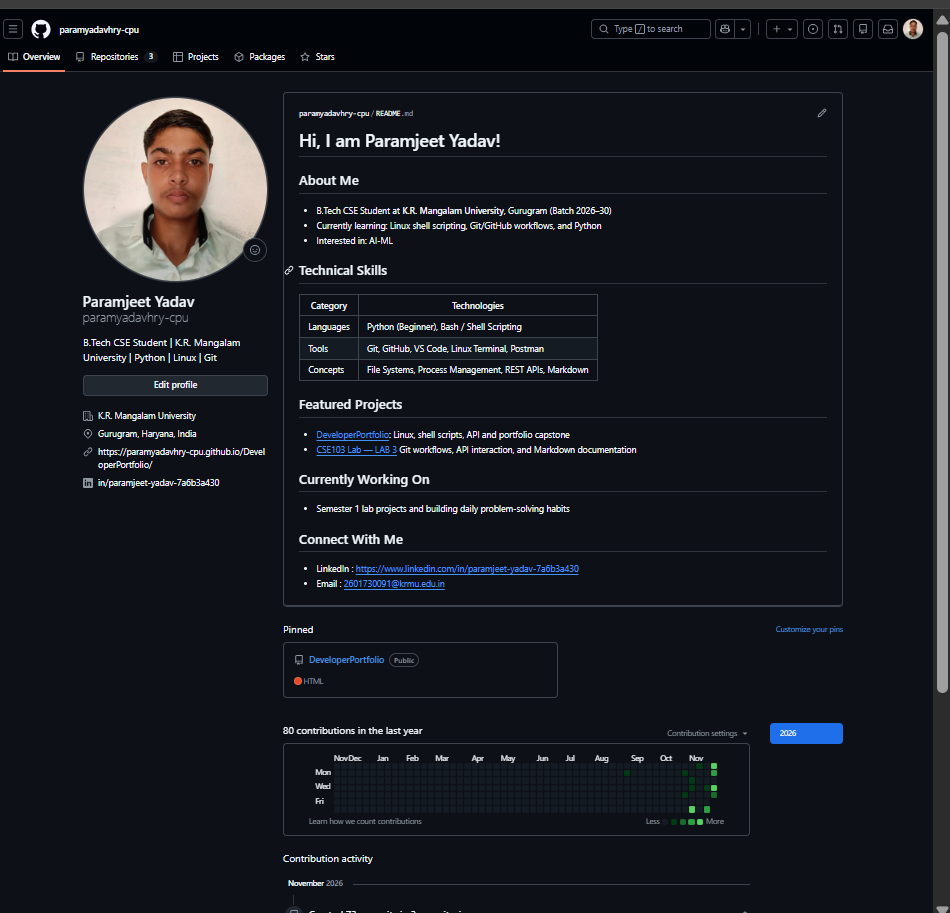 paramyadavhry-cpu
Type / to search
Overview
Repositories 3
Projects
Packages
Stars
Paramjeet Yadav
paramyadavhry-cpu
B.Tech CSE Student | K.R. Mangalam
University | Python | Linux | Git
Edit profile
K.R. Mangalam University
Gurugram, Haryana, India
https://paramyadavhry-cpu.github.io/Devel
operPortfolio/
in/paramjeet-yadav-7a6b3a430
paramyadavhry-cpu / README.md
Hi, I am Paramjeet Yadav!
About Me
• B.Tech CSE Student at K.R. Mangalam University, Gurugram (Batch 2026–30)
• Currently learning: Linux shell scripting, Git/GitHub workflows, and Python
• Interested in: AI-ML
Technical Skills
Category Technologies
Languages Python (Beginner), Bash / Shell Scripting
Tools Git, GitHub, VS Code, Linux Terminal, Postman
Concepts File Systems, Process Management, REST APIs, Markdown
Featured Projects
• DeveloperPortfolio: Linux, shell scripts, API and portfolio capstone
• CSE103 Lab — LAB 3 Git workflows, API interaction, and Markdown documentation
Currently Working On
• Semester 1 lab projects and building daily problem-solving habits
Connect With Me
• LinkedIn : https://www.linkedin.com/in/paramjeet-yadav-7a6b3a430
• Email : 2601730091@krmu.edu.in
Pinned
Customize your pins
DeveloperPortfolio Public
HTML
80 contributions in the last year
Contribution settings
2026
Nov Dec Jan Feb Mar Apr May Jun Jul Aug Sep Oct Nov
Mon
Wed
Fri
Learn how we count contributions
Less More
Contribution activity
November 2026